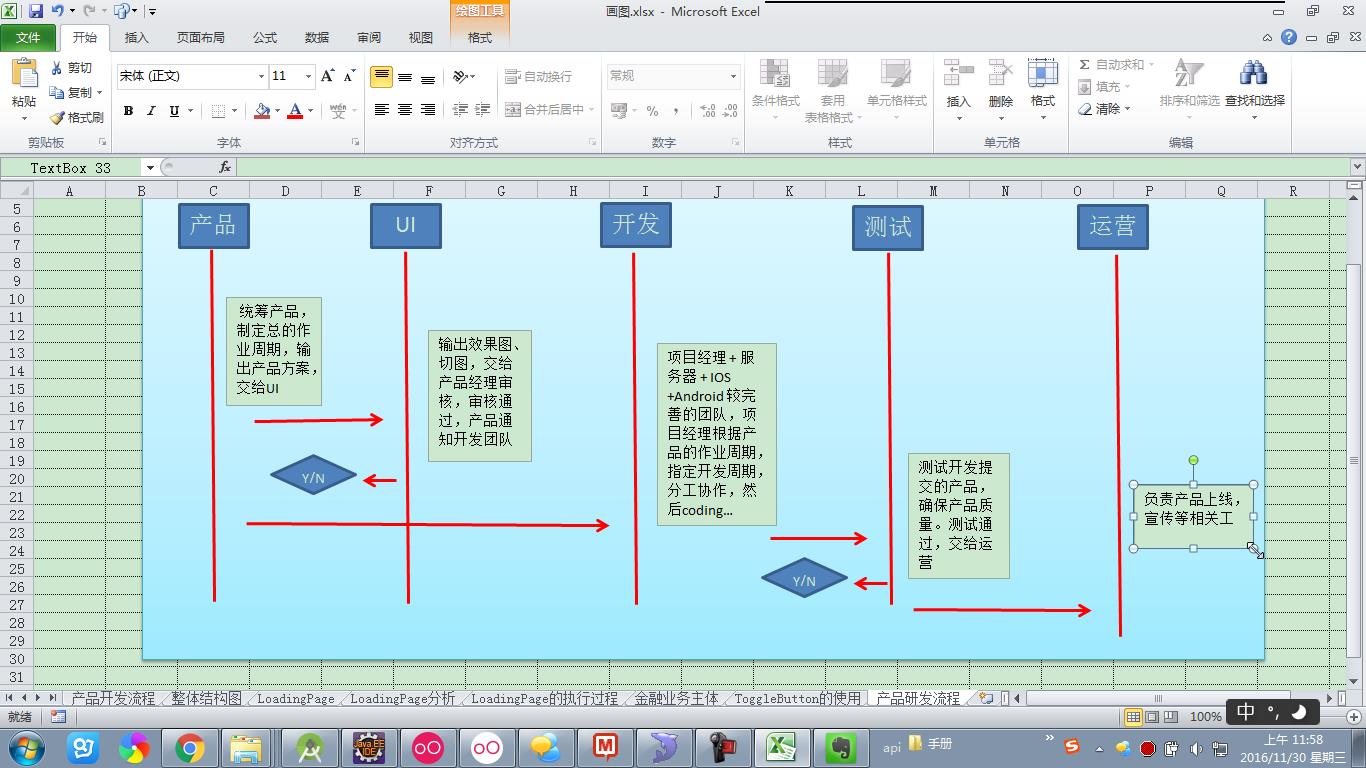 绘图工具
画图.xlsx - Microsoft Excel
文件 开始 插入 页面布局 公式 数据 审阅 视图 格式
粘贴
剪切
复制
格式刷
剪贴板
宋体 (正文) 11
B I U
字体
自动换行
合并后居中
对齐方式
常规
数字
条件格式
套用
表格格式
单元格样式
样式
插入 删除 格式
单元格
Σ 自动求和
填充
清除
排序和筛选 查找和选择
编辑
TextBox 33
fx
A B C D E F G H I J K L M N O P Q R
5
6
7
8
9
10
11
12
13
14
15
16
17
18
19
20
21
22
23
24
25
26
27
28
29
30
31
产品 UI 开发 测试 运营
统筹产品，
制定总的作
业周期，输
出产品方案，
交给UI
输出效果图、
切图，交给
产品经理审
核，审核通
过，产品通
知开发团队
项目经理＋服
务器＋IOS
+Android 较完
善的团队，项
目经理根据产
品的作业周期，
指定开发周期，
分工协作，然
后coding...
测试开发提
交的产品，
确保产品质
量。测试通
过，交给运
营
负责产品上线，
宣传等相关工
Y/N
Y/N
产品开发流程 整体结构图 LoadingPage LoadingPage分析 LoadingPage的执行过程 金融业务主体 ToggleButton的使用 产品研发流程
就绪
100%
中 °,
Java EE
IDE
api 手册
上午 11:58
2016/11/30 星期三